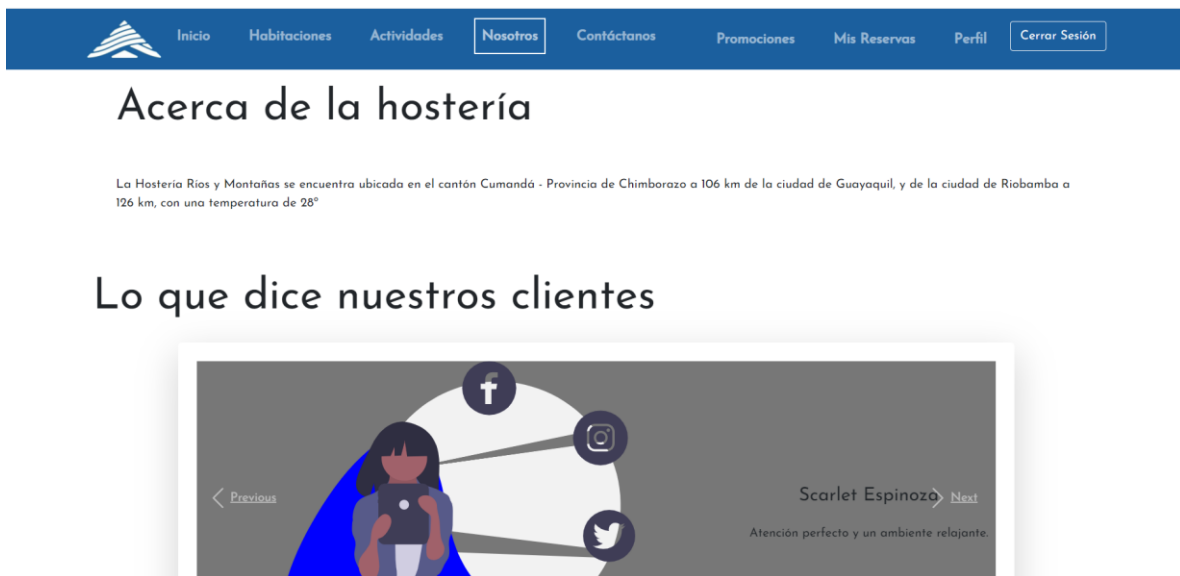 Inicio Habitaciones Actividades Nosotros Contáctanos Promociones Mis Reservas Perfil Cerrar Sesión
Acerca de la hostería
La Hostería Ríos y Montañas se encuentra ubicada en el cantón Cumandá - Provincia de Chimborazo a 106 km de la ciudad de Guayaquil, y de la ciudad de Riobamba a
126 km, con una temperatura de 28°
Lo que dice nuestros clientes
Previous
Scarlet Espinoza
Next
Atención perfecto y un ambiente relajante.